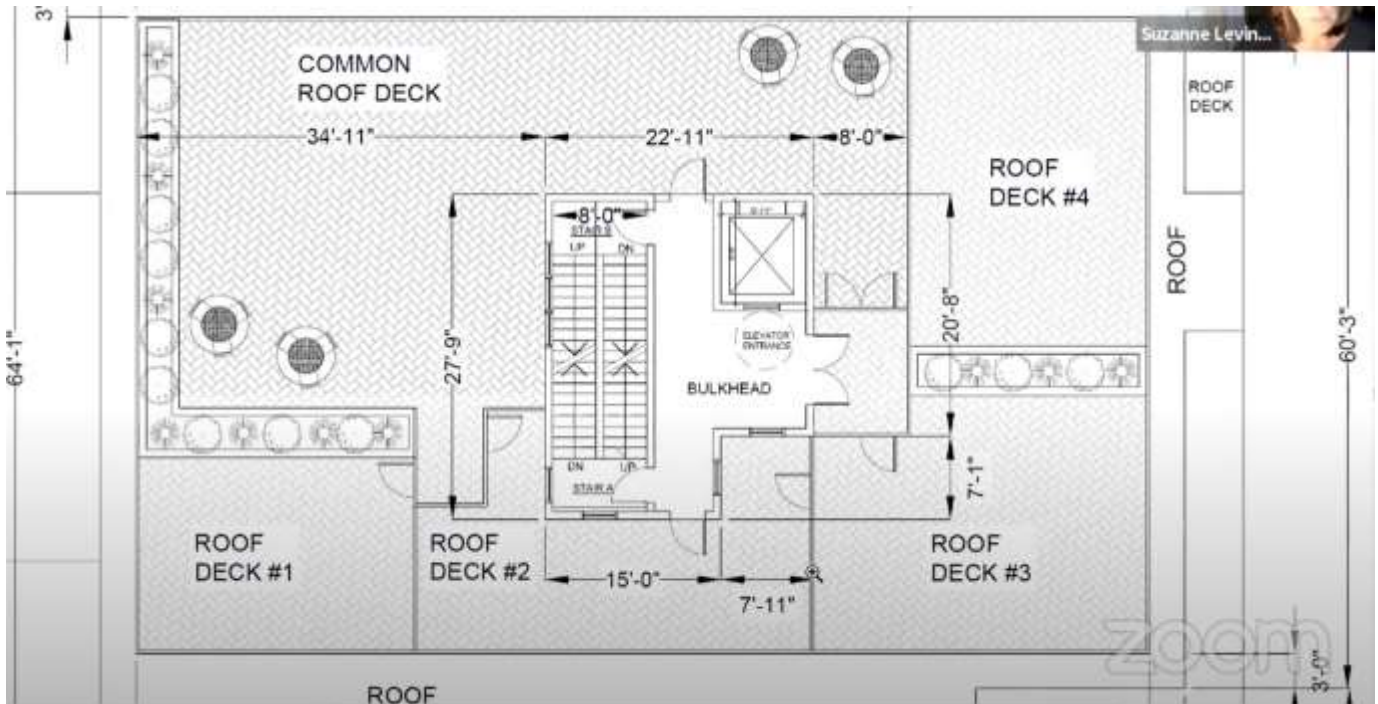 3'
Suzanne Levin...
COMMON
ROOF DECK
ROOF
DECK
34'-11"
22'-11"
8'-0"
ROOF
DECK #4
8'-0"
STAIR B
UP
DN
ROOF
64'-1"
27'-9"
20'-8"
60'-3"
ELEVATOR
ENTRANCE
BULKHEAD
DN
UP
STAIR A
7'-1"
ROOF
DECK #1
ROOF
DECK #2
ROOF
DECK #3
15'-0"
7'-11"
zoom
3'-0"
ROOF